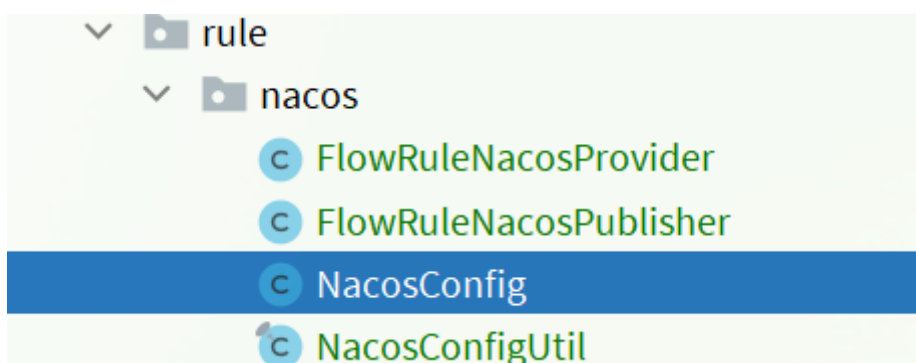 rule
nacos
C FlowRuleNacosProvider
C FlowRuleNacosPublisher
C NacosConfig
C NacosConfigUtil